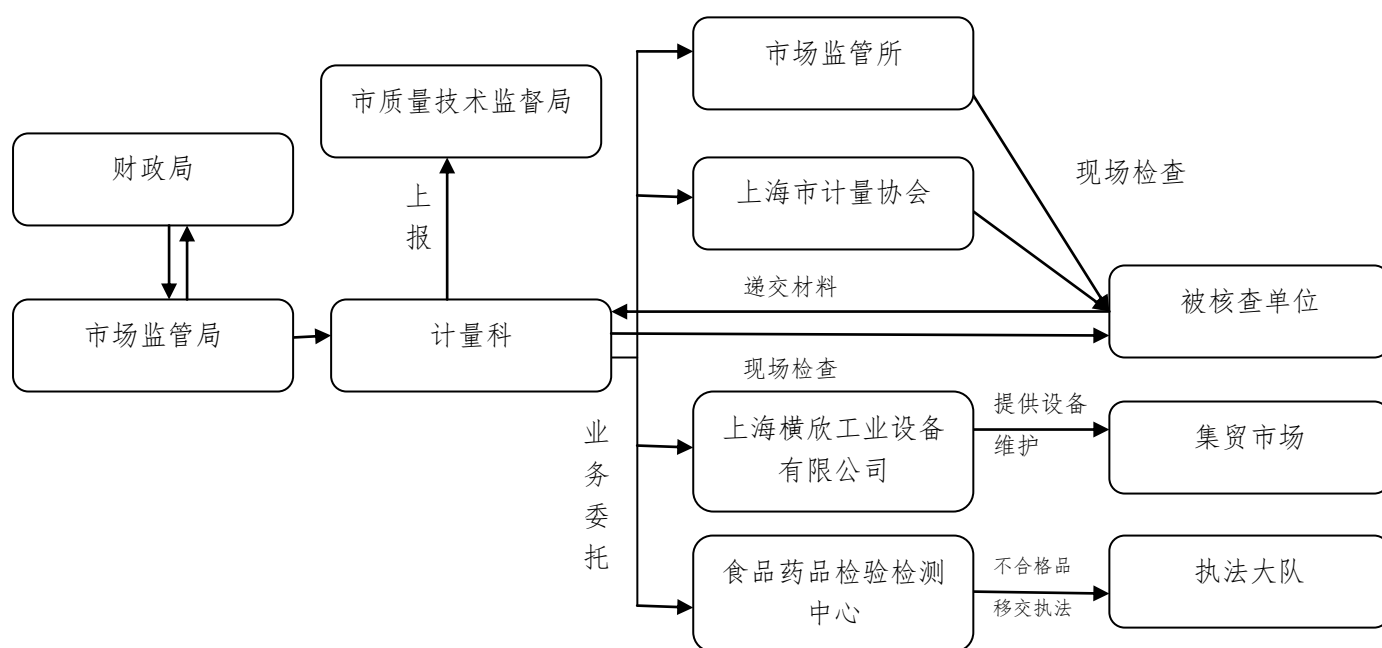 市场监管所
市质量技术监督局
财政局
上海市计量协会
现场检查
上
报
递交材料
被核查单位
市场监管局
计量科
现场检查
业
务
委
托
上海横欣工业设备
有限公司
提供设备
维护
集贸市场
食品药品检验检测
中心
不合格品
移交执法
执法大队